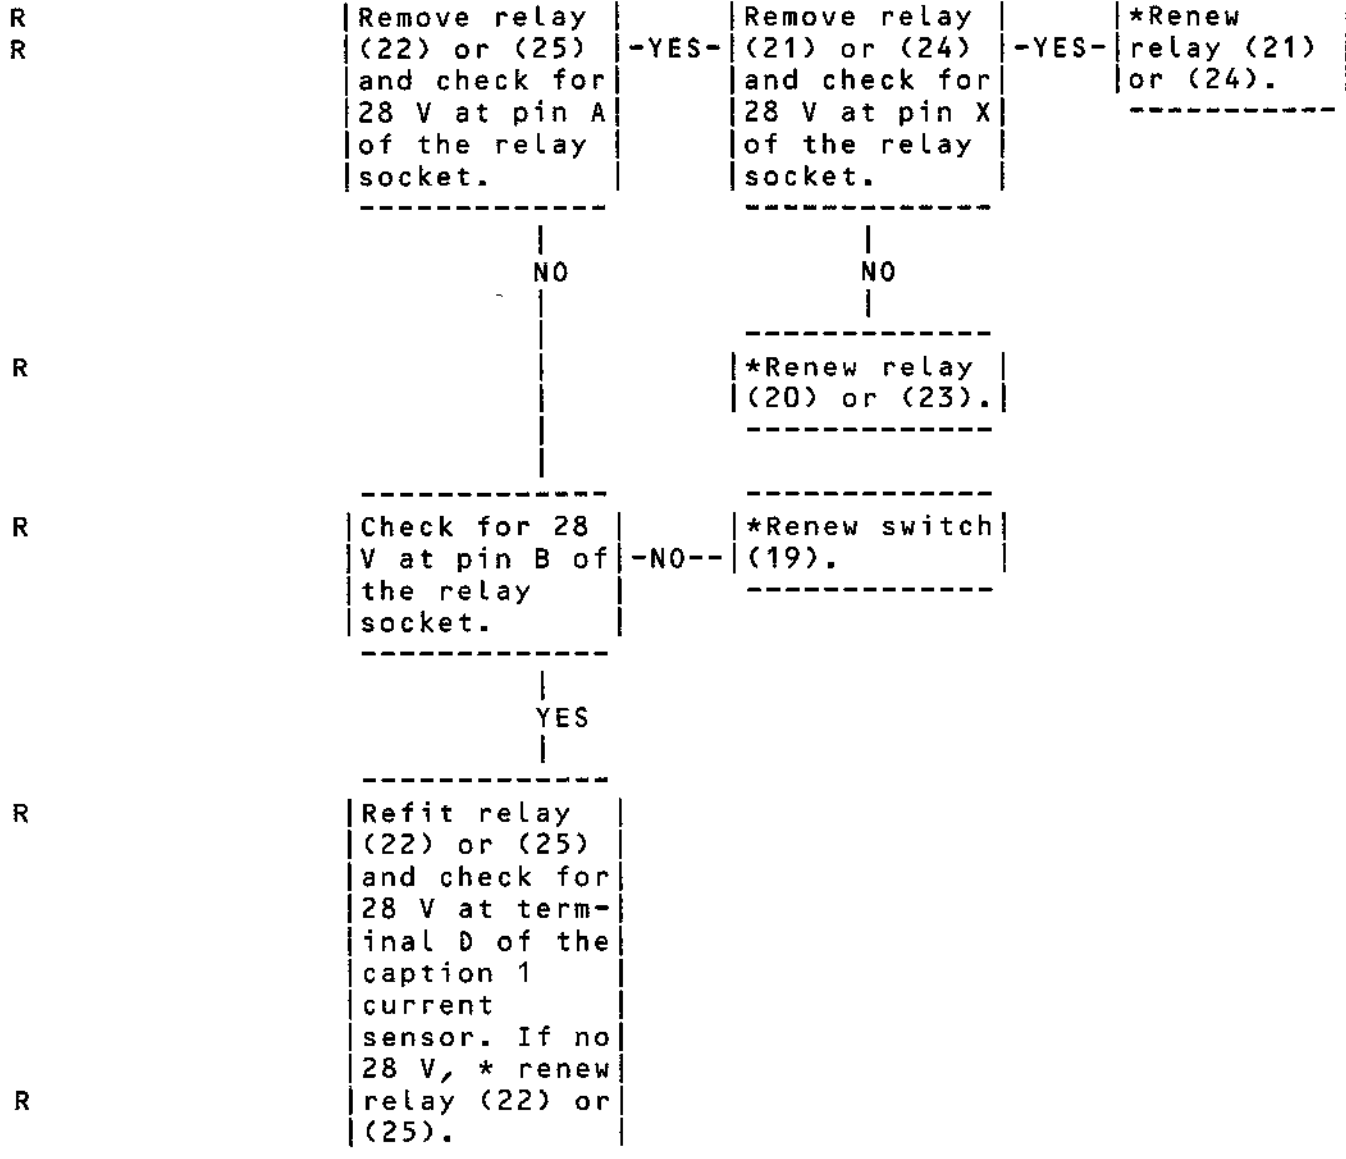 R Remove relay Remove relay *Renew
R (22) or (25) -YES- (21) or (24) -YES- relay (21)
and check for and check for or (24).
28 V at pin A 28 V at pin X
of the relay of the relay
socket. socket.
NO NO
R *Renew relay
(20) or (23).
R Check for 28 *Renew switch
V at pin B of -NO-- (19).
the relay
socket.
YES
R Refit relay
(22) or (25)
and check for
28 V at term-
inal D of the
caption 1
current
sensor. If no
28 V, * renew
R relay (22) or
(25).